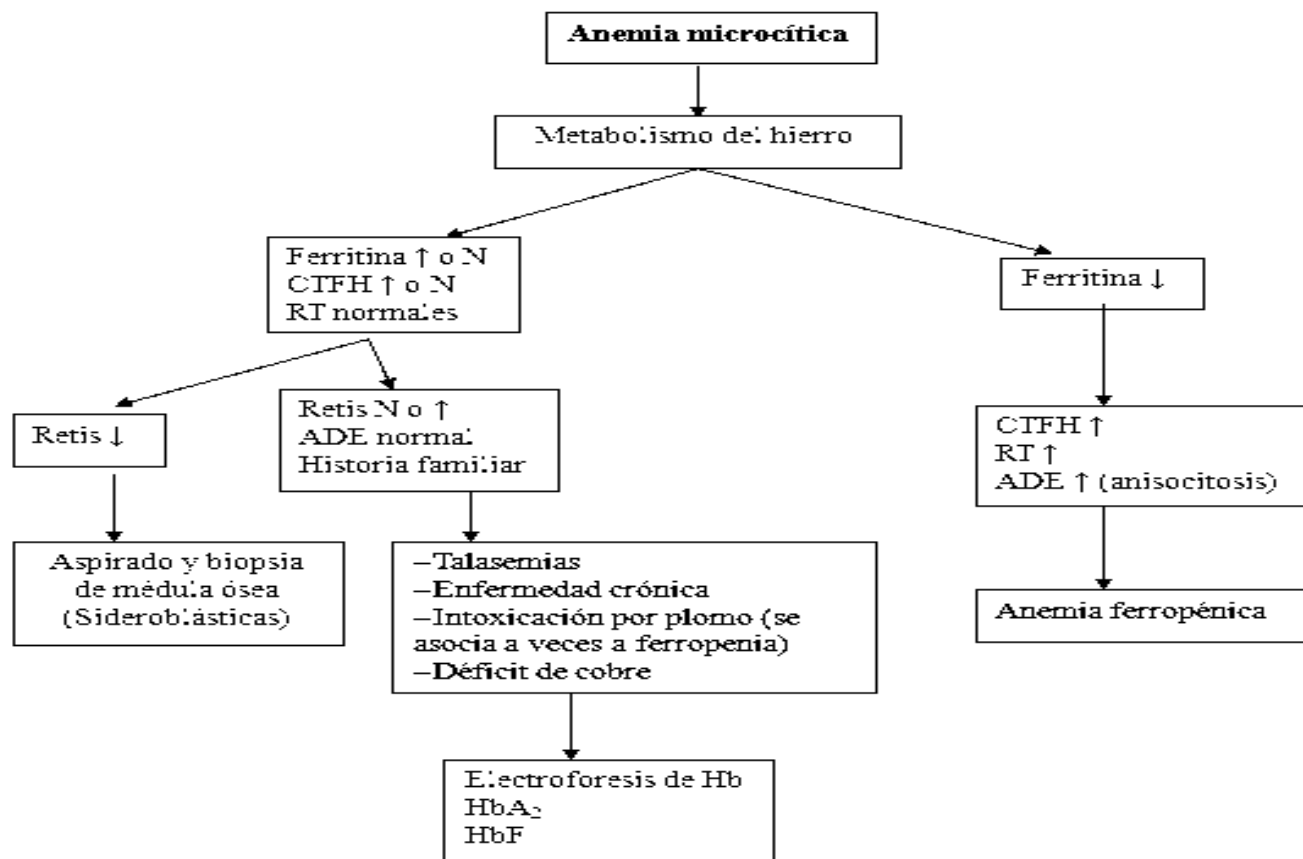 Anemia microcítica
Metabolismo del hierro
Ferritina ↑ o N
CTFH ↑ o N
RT normales
Ferritina ↓
Retis ↓
Retis N o ↑
ADE normal
Historia familiar
CTFH ↑
RT ↑
ADE ↑ (anisocitosis)
Aspirado y biopsia
de médula ósea
(Sideroblásticas)
–Talasemias
–Enfermedad crónica
–Intoxicación por plomo (se
asocia a veces a ferropenia)
–Déficit de cobre
Anemia ferropénica
Electroforesis de Hb
HbA₂
HbF